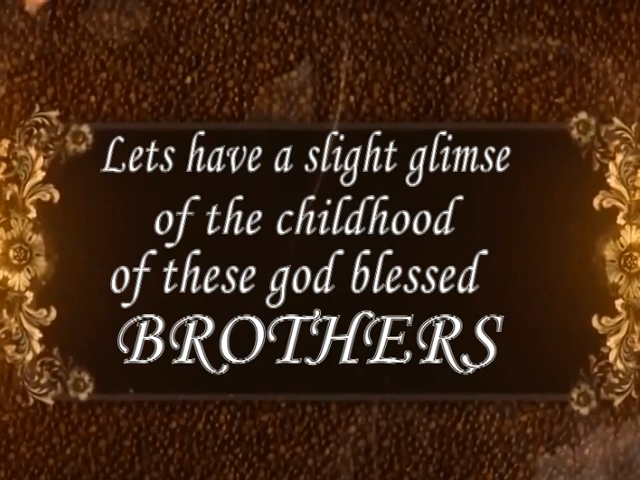 Lets have a slight glimse
of the childhood
of these god blessed
BROTHERS